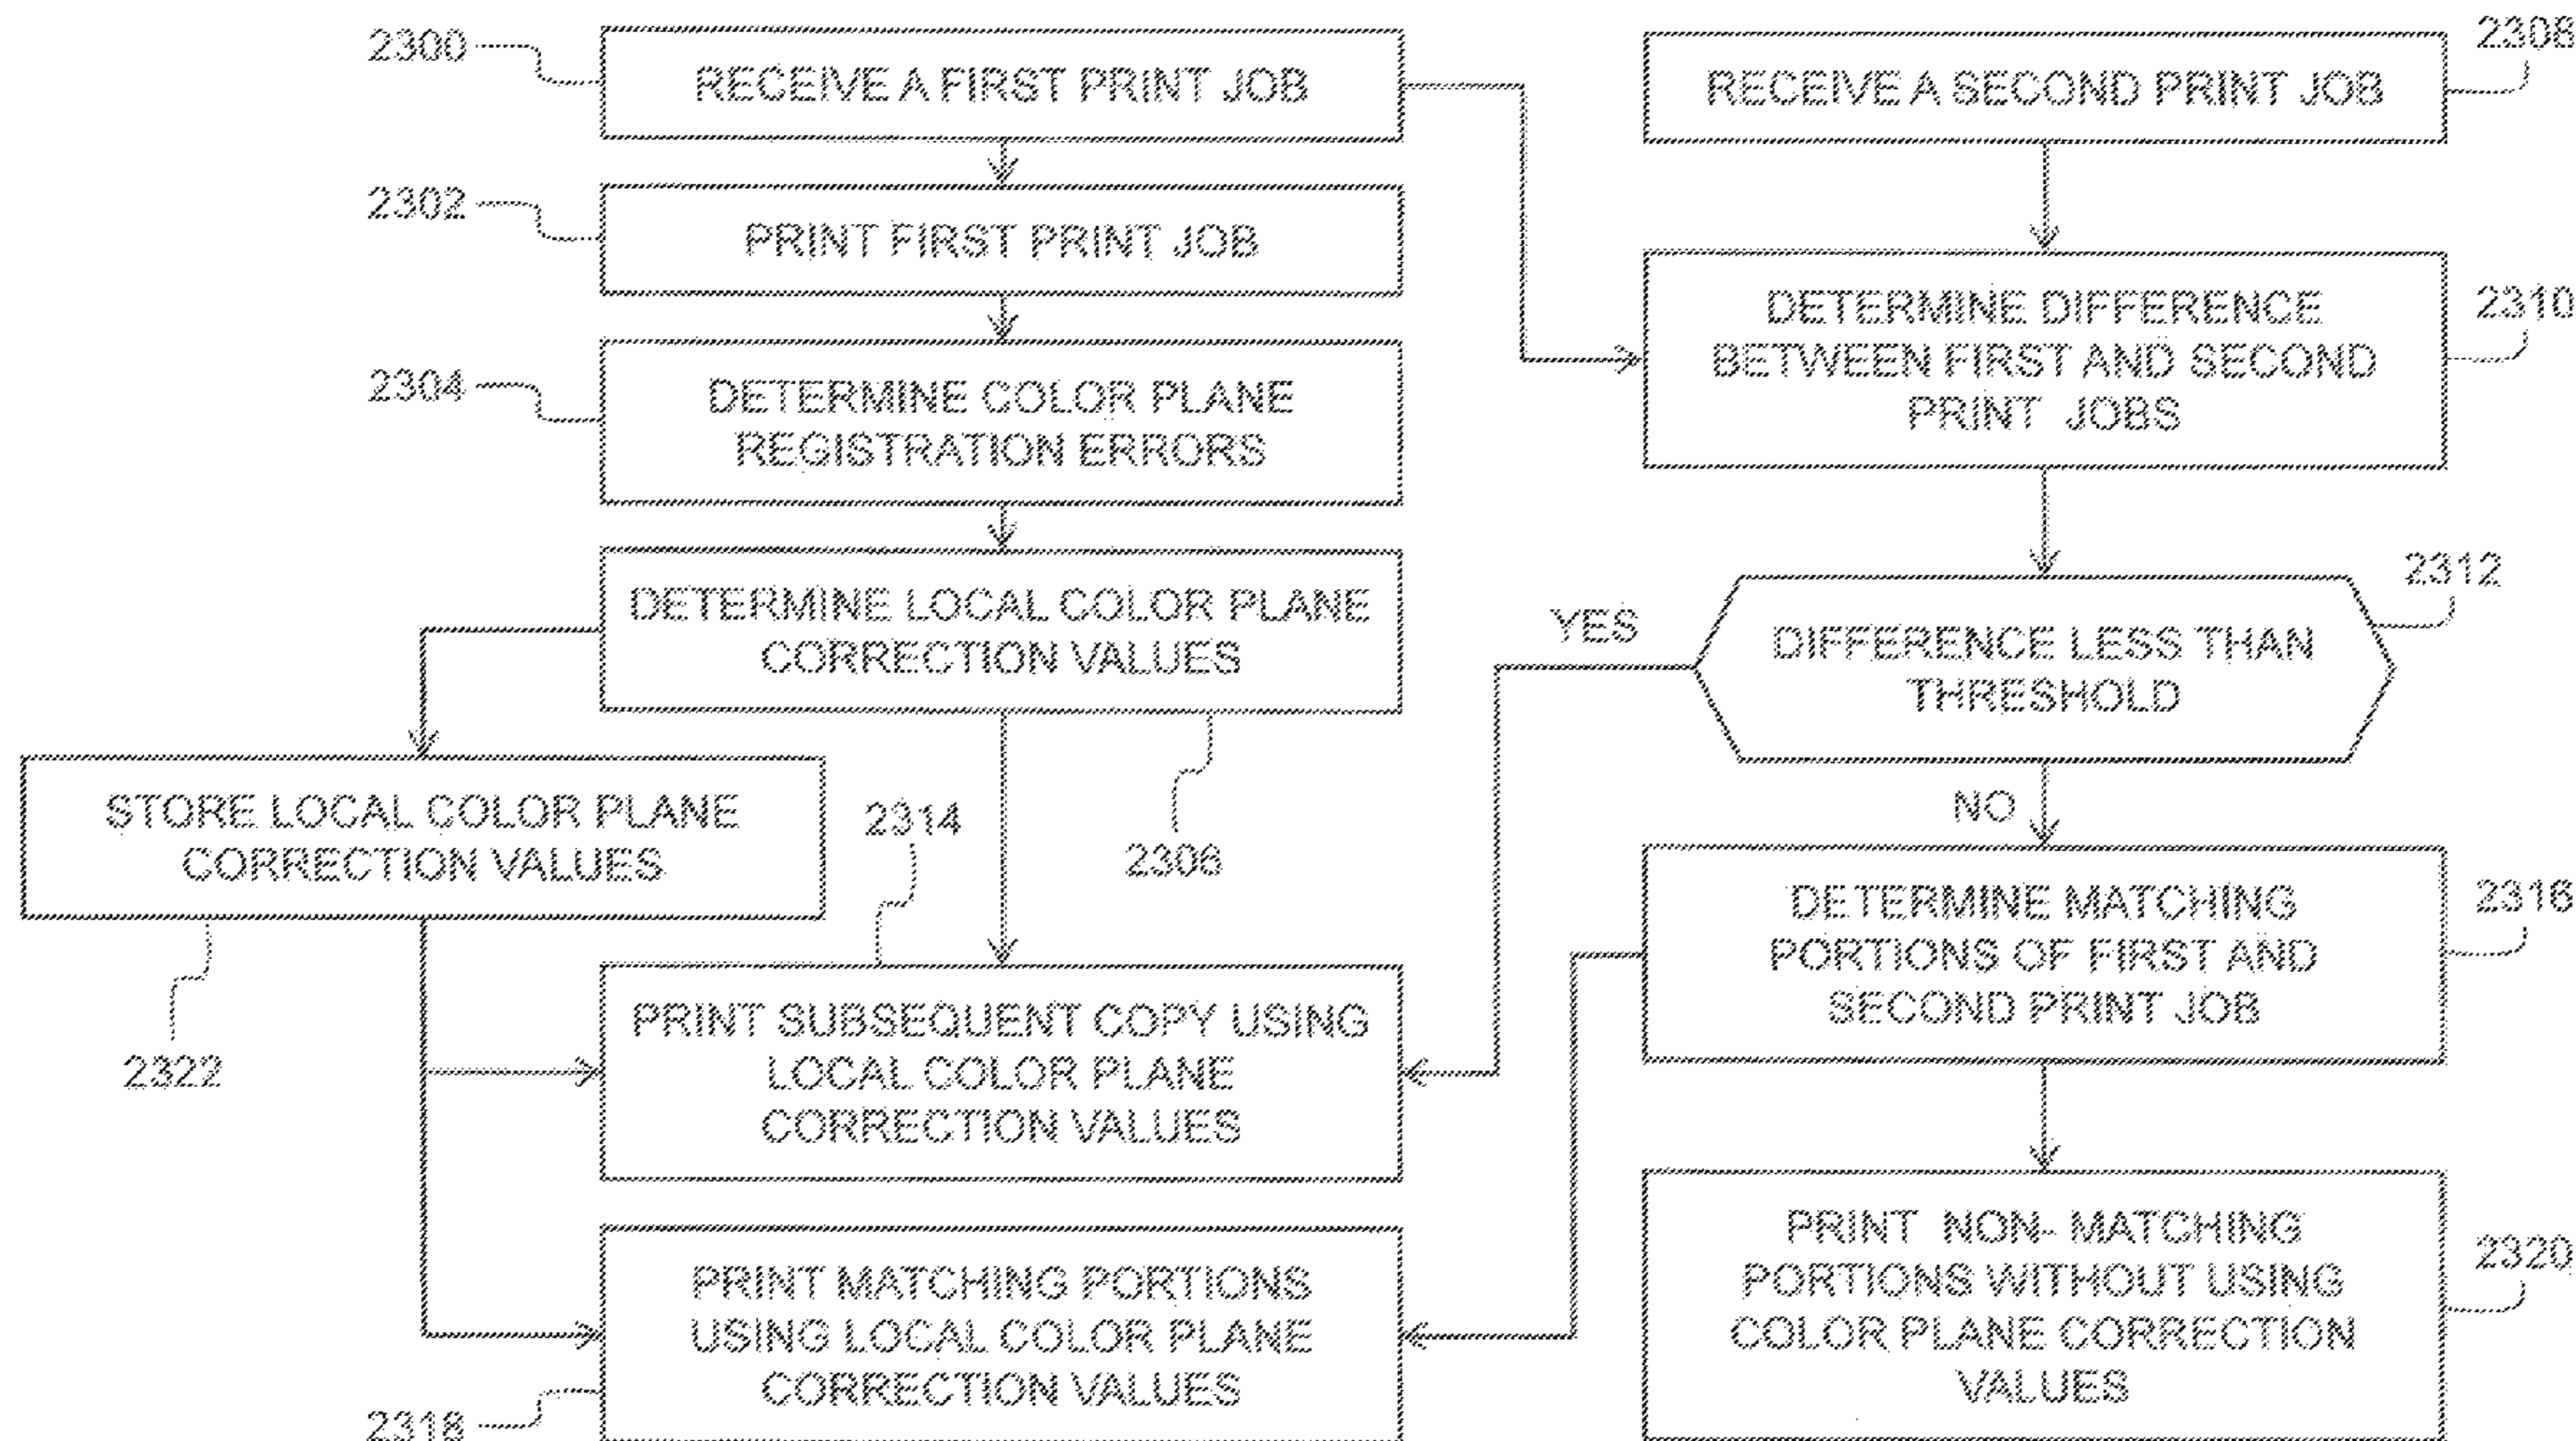 2300
RECEIVE A FIRST PRINT JOB
2302
PRINT FIRST PRINT JOB
2304
DETERMINE COLOR PLANE
REGISTRATION ERRORS
DETERMINE LOCAL COLOR PLANE
CORRECTION VALUES
2306
STORE LOCAL COLOR PLANE
CORRECTION VALUES
2322
2314
PRINT SUBSEQUENT COPY USING
LOCAL COLOR PLANE
CORRECTION VALUES
PRINT MATCHING PORTIONS
USING LOCAL COLOR PLANE
CORRECTION VALUES
2318
RECEIVE A SECOND PRINT JOB
2308
DETERMINE DIFFERENCE
BETWEEN FIRST AND SECOND
PRINT JOBS
2310
DIFFERENCE LESS THAN
THRESHOLD
2312
YES
NO
DETERMINE MATCHING
PORTIONS OF FIRST AND
SECOND PRINT JOB
2316
PRINT NON- MATCHING
PORTIONS WITHOUT USING
COLOR PLANE CORRECTION
VALUES
2320